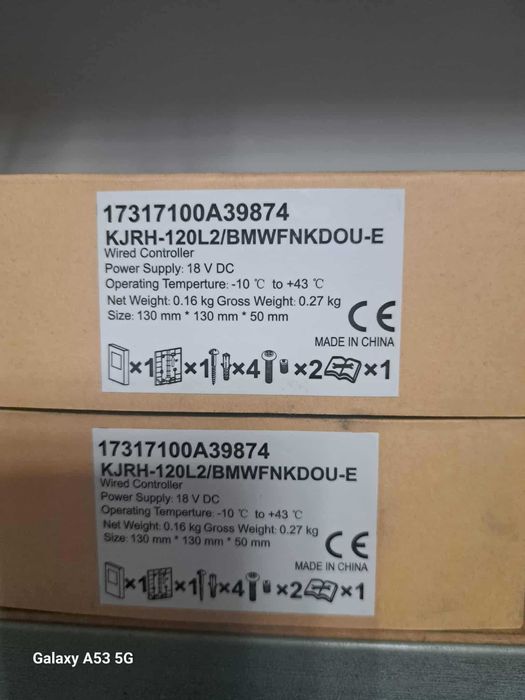 17317100A39874
KJRH-120L2/BMWFNKDOU-E
Wired Controller
Power Supply: 18 V DC
Operating Temperture: -10 ℃ to +43 ℃
Net Weight: 0.16 kg Gross Weight: 0.27 kg
Size: 130 mm * 130 mm * 50 mm
CE
MADE IN CHINA
×1 ×1 ×4 ×2 ×1
17317100A39874
KJRH-120L2/BMWFNKDOU-E
Wired Controller
Power Supply: 18 V DC
Operating Temperture: -10 ℃ to +43 ℃
Net Weight: 0.16 kg Gross Weight: 0.27 kg
Size: 130 mm * 130 mm * 50 mm
CE
MADE IN CHINA
×1 ×1 ×4 ×2 ×1
Galaxy A53 5G